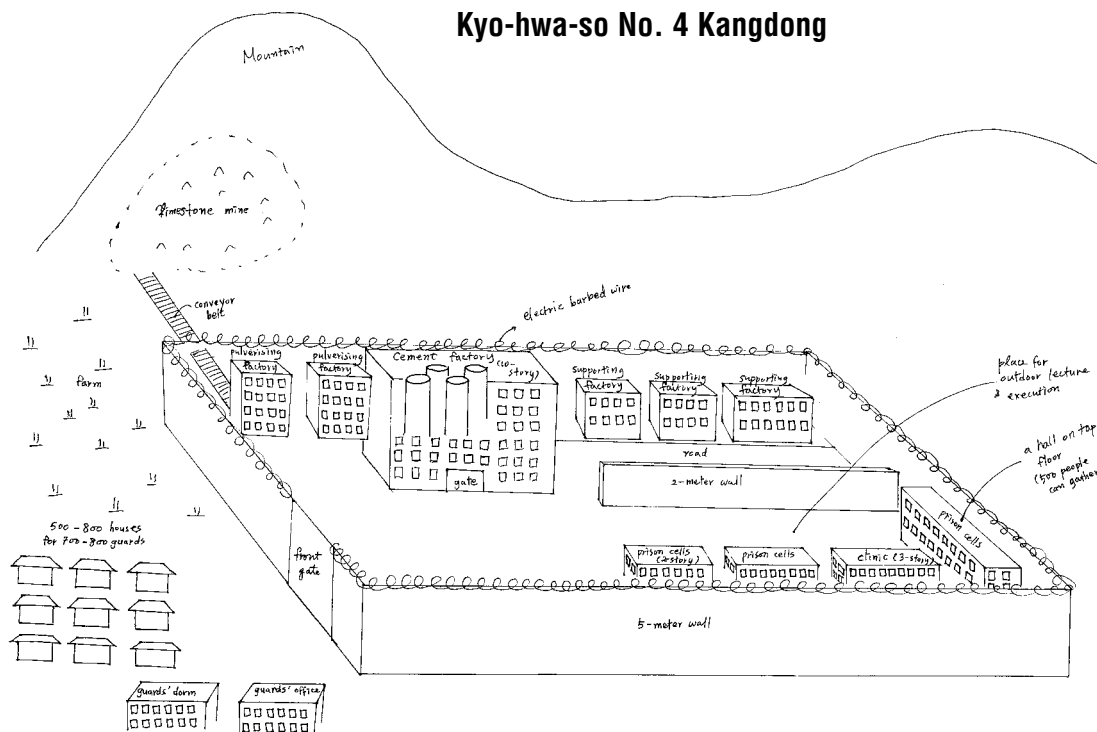 Kyo-hwa-so No. 4 Kangdong
Mountain
limestone mine
conveyor
belt
electric barbed wire
pulverising
factory
pulverising
factory
Cement factory
(10
story)
supporting
factory
supporting
factory
supporting
factory
place for
outdoor lecture
& execution
a hall on top
floor
(500 people
can gather
farm
road
gate
2-meter wall
prison cells
500-800 houses
for 700-800 guards
front
gate
prison cells
(2-story)
prison cells
clinic (3-story)
5-meter wall
guards' dorm
guards' office